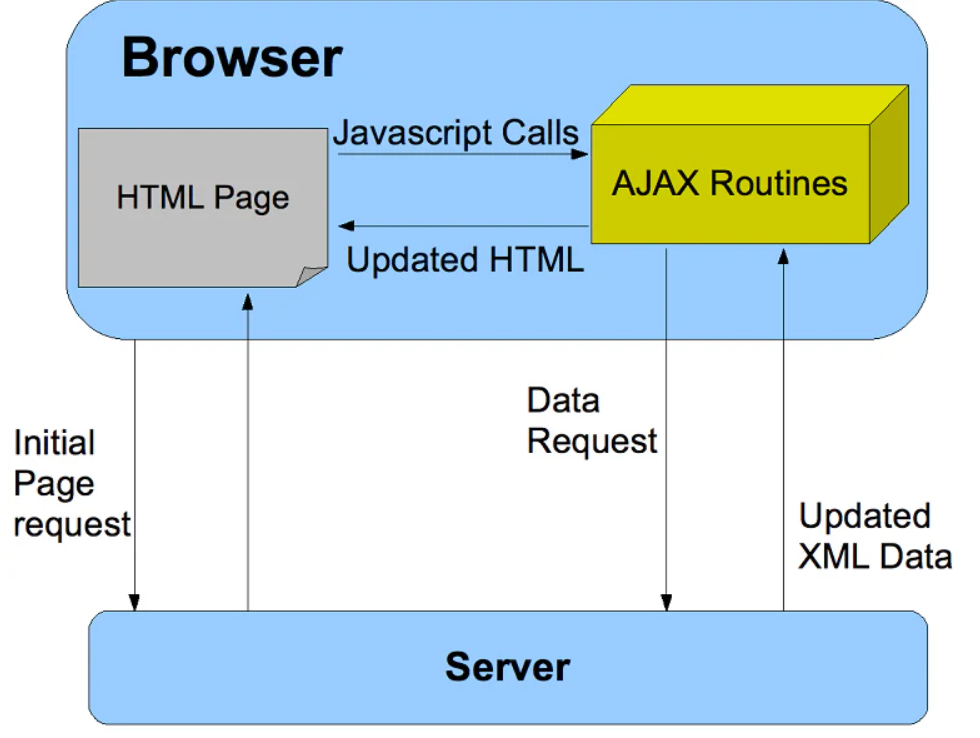 Browser
Javascript Calls
HTML Page
AJAX Routines
Updated HTML
Initial
Page
request
Data
Request
Updated
XML Data
Server